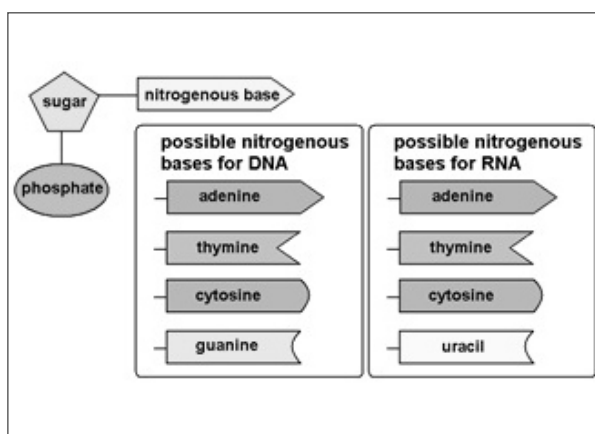 sugar
nitrogenous base
phosphate
possible nitrogenous
bases for DNA
adenine
thymine
cytosine
guanine
possible nitrogenous
bases for RNA
adenine
thymine
cytosine
uracil